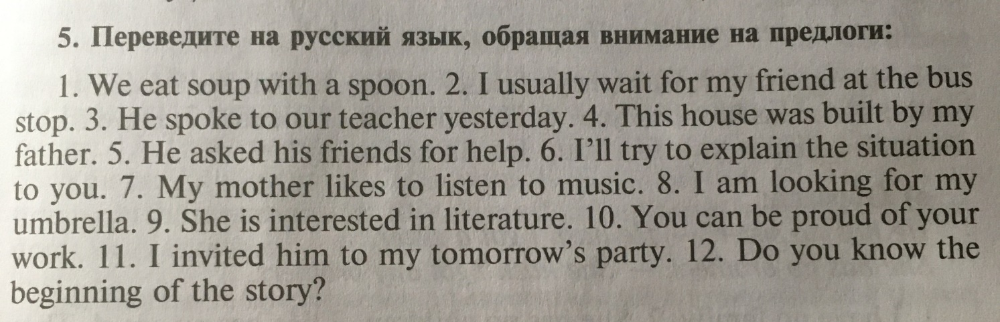 5. Переведите на русский язык, обращая внимание на предлоги:
1. We eat soup with a spoon. 2. I usually wait for my friend at the bus
stop. 3. He spoke to our teacher yesterday. 4. This house was built by my
father. 5. He asked his friends for help. 6. I’ll try to explain the situation
to you. 7. My mother likes to listen to music. 8. I am looking for my
umbrella. 9. She is interested in literature. 10. You can be proud of your
work. 11. I invited him to my tomorrow’s party. 12. Do you know the
beginning of the story?